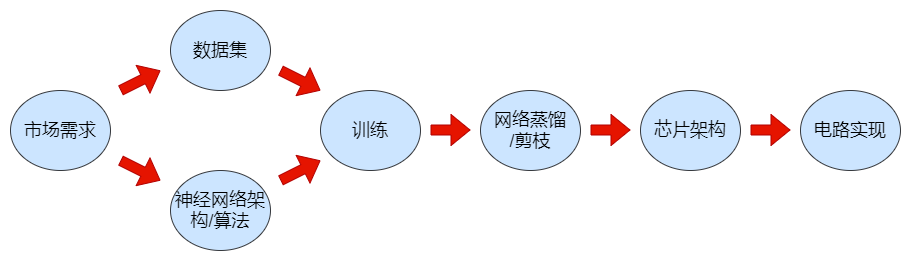 市场需求
数据集
神经网络架
构/算法
训练
网络蒸馏
/剪枝
芯片架构
电路实现